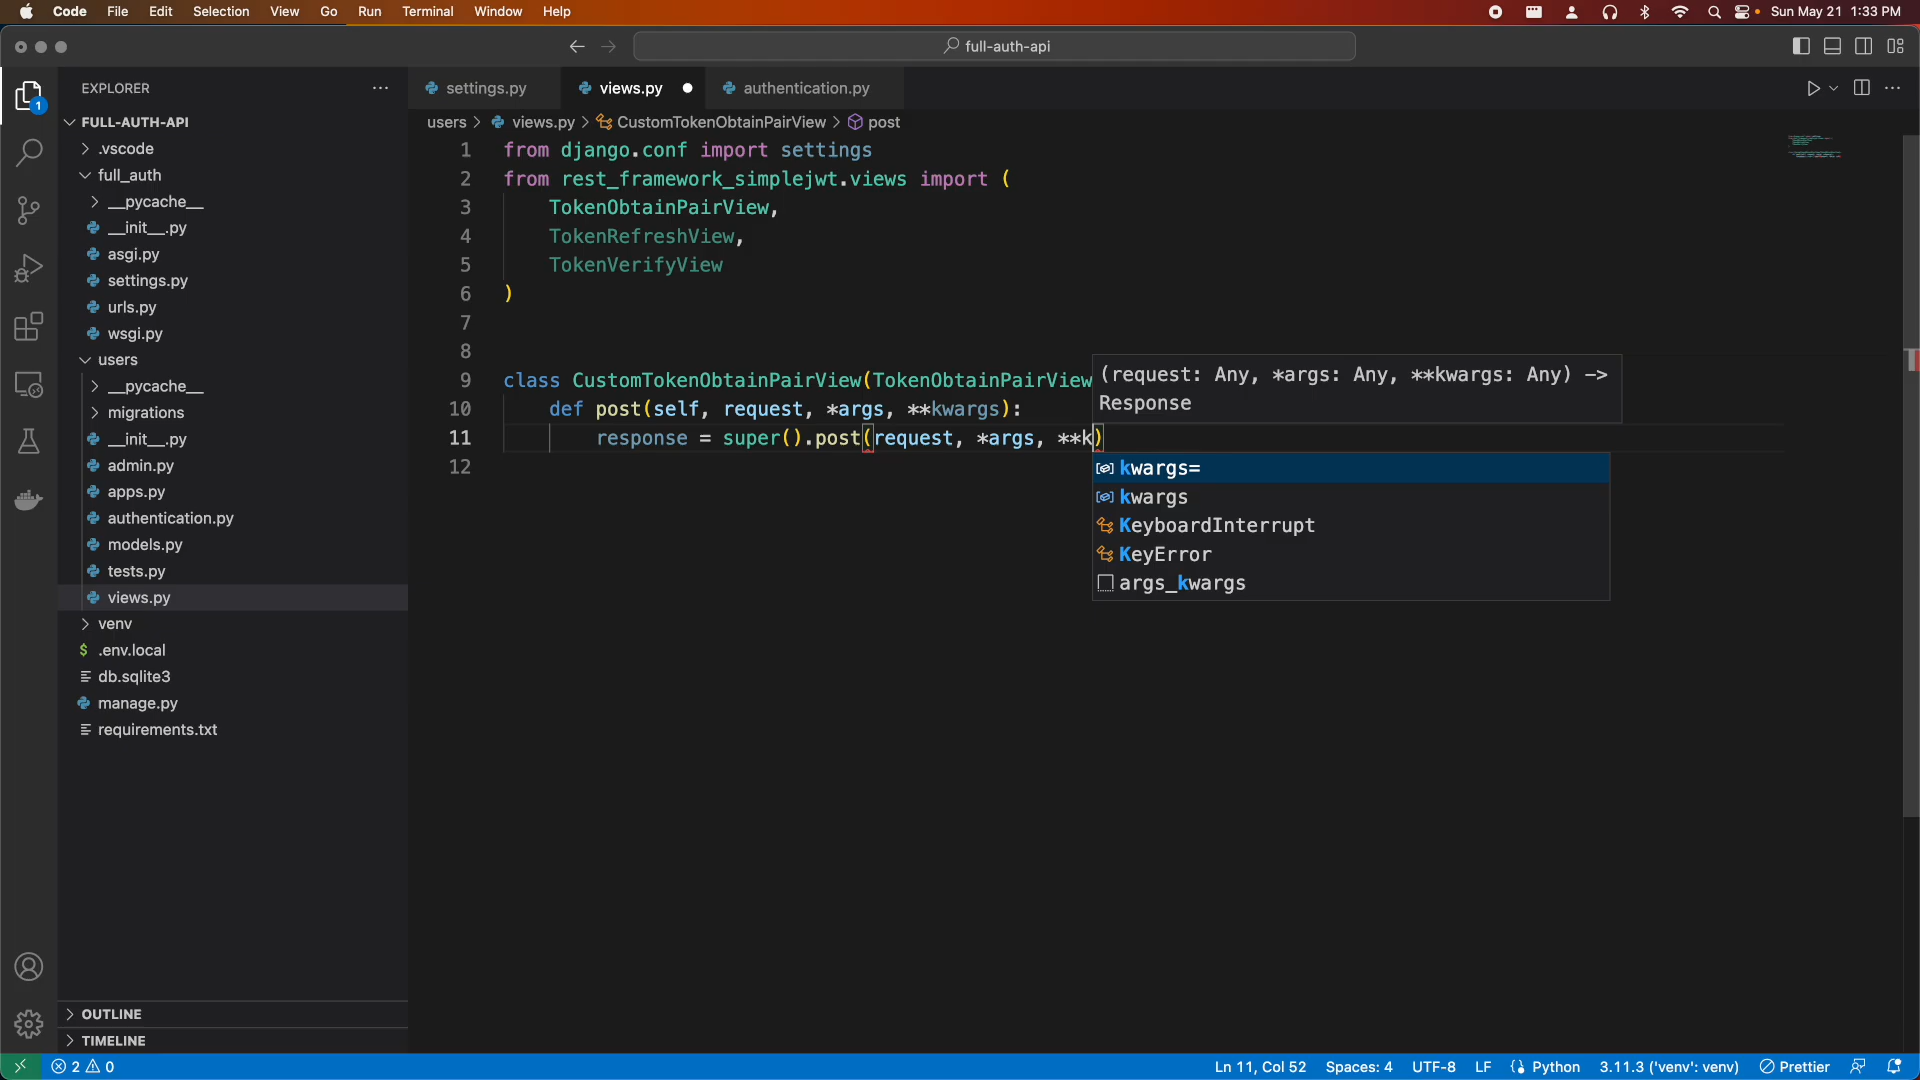 Code File Edit Selection View Go Run Terminal Window Help Sun May 21 1:33 PM
full-auth-api
EXPLORER
FULL-AUTH-API
.vscode
full_auth
__pycache__
__init__.py
asgi.py
settings.py
urls.py
wsgi.py
users
__pycache__
migrations
__init__.py
admin.py
apps.py
authentication.py
models.py
tests.py
views.py
venv
$ .env.local
db.sqlite3
manage.py
requirements.txt
OUTLINE
TIMELINE
1
settings.py views.py authentication.py
users > views.py > CustomTokenObtainPairView > post
1 from django.conf import settings
2 from rest_framework_simplejwt.views import (
3 TokenObtainPairView,
4 TokenRefreshView,
5 TokenVerifyView
6 )
7
8
9 class CustomTokenObtainPairView(TokenObtainPairView
10 def post(self, request, *args, **kwargs):
11 response = super().post(request, *args, **k)
12
(request: Any, *args: Any, **kwargs: Any) ->
Response
kwargs=
kwargs
KeyboardInterrupt
KeyError
args_kwargs
2 0 Ln 11, Col 52 Spaces: 4 UTF-8 LF Python 3.11.3 ('venv': venv) Prettier